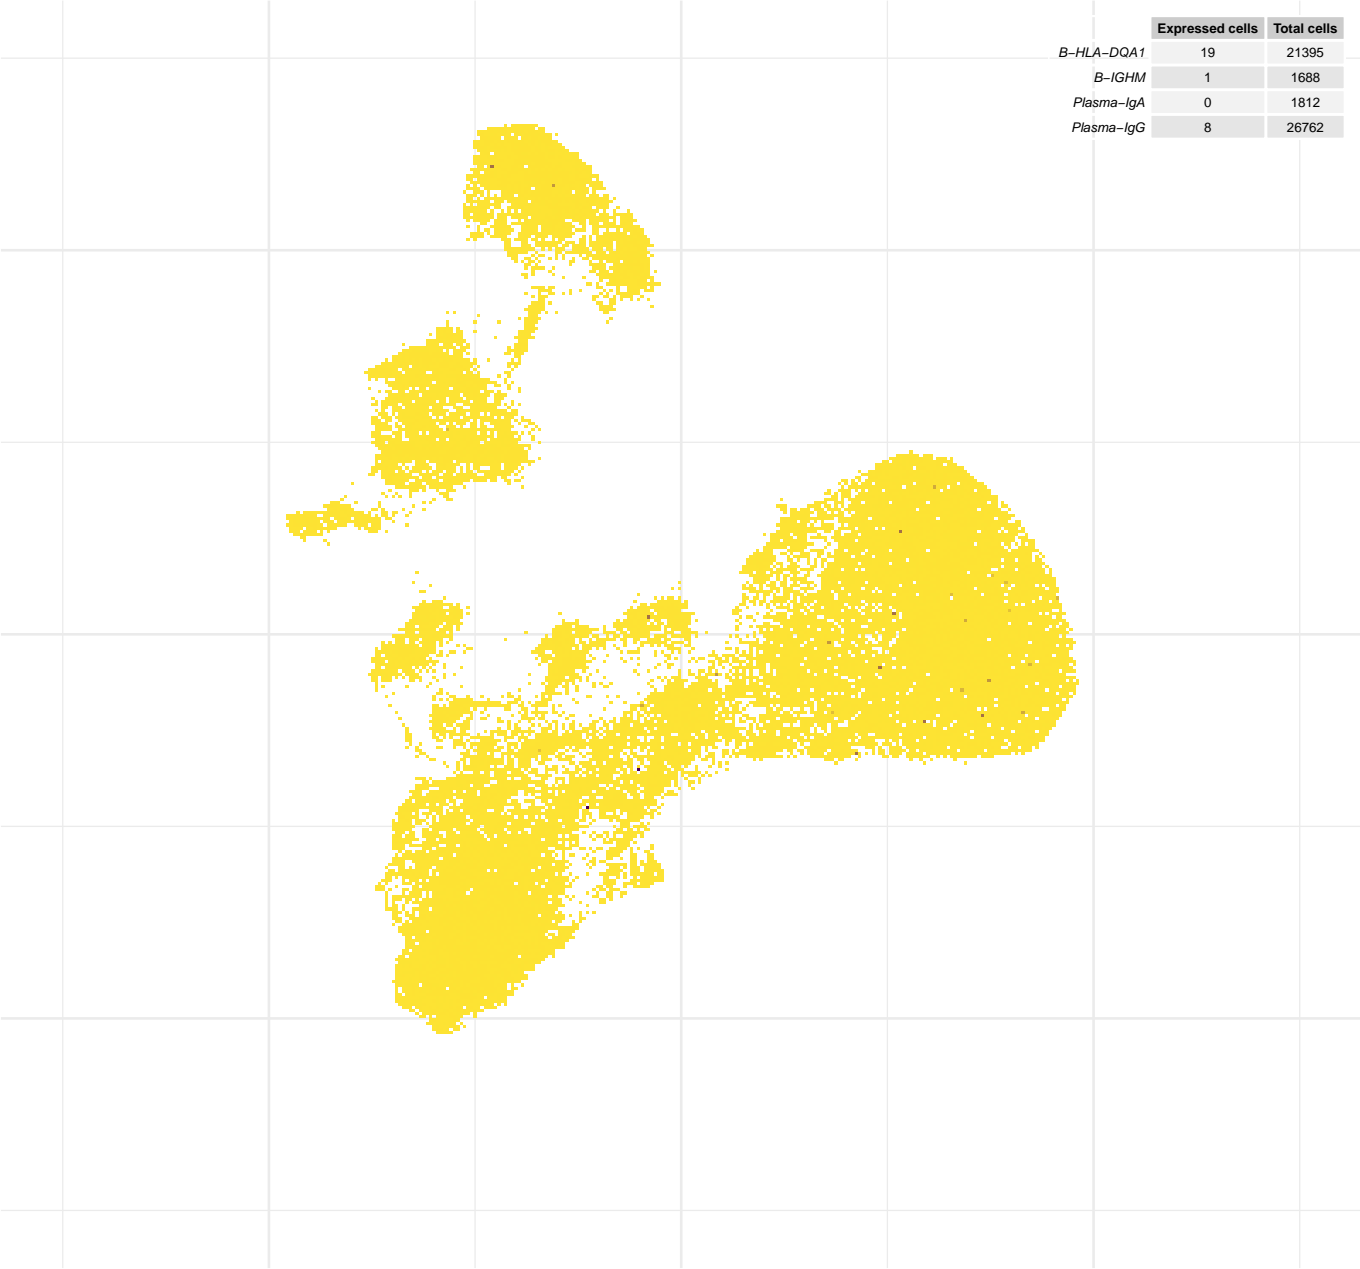 Expressed cells Total cells
B−HLA−DQA1 19 21395
B−IGHM 1 1688
Plasma−IgA 0 1812
Plasma−IgG 8 26762